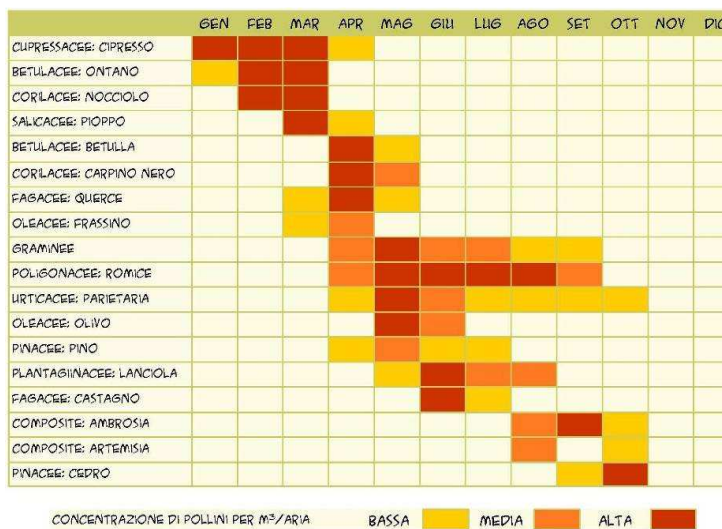 GEN FEB MAR APR MAG GIU LUG AGO SET OTT NOV DIC
CUPRESSACEE: CIPRESSO
BETULACEE: ONTANO
CORILACEE: NOCCIOLO
SALICACEE: PIOPPO
BETULACEE: BETULLA
CORILACEE: CARPINO NERO
FAGACEE: QUERCE
OLEACEE: FRASSINO
GRAMINEE
POLIGONACEE: ROMICE
URTICACEE: PARIETARIA
OLEACEE: OLIVO
PINACEE: PINO
PLANTAGIINACEE: LANCIOLA
FAGACEE: CASTAGNO
COMPOSITE: AMBROSIA
COMPOSITE: ARTEMISIA
PINACEE: CEDRO
CONCENTRAZIONE DI POLLINI PER M³/ARIA BASSA MEDIA ALTA